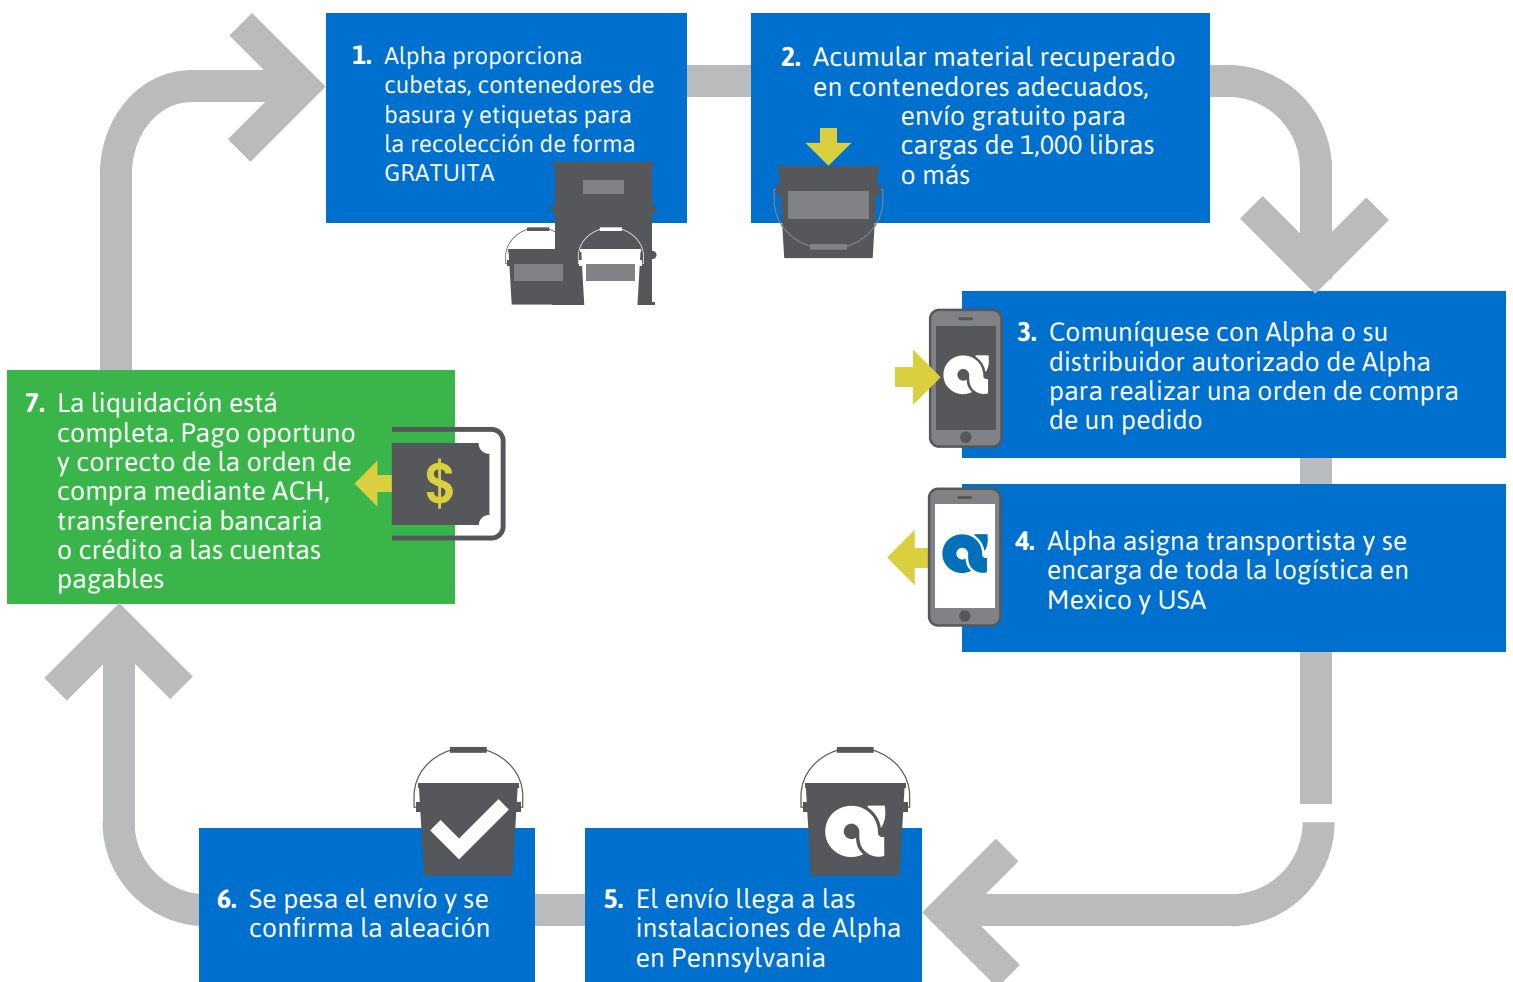 1. Alpha proporciona
cubetas, contenedores de
basura y etiquetas para
la recolección de forma
GRATUITA
2. Acumular material recuperado
en contenedores adecuados,
envío gratuito para
cargas de 1,000 libras
o más
3. Comuníquese con Alpha o su
distribuidor autorizado de Alpha
para realizar una orden de compra
de un pedido
4. Alpha asigna transportista y se
encarga de toda la logística en
Mexico y USA
5. El envío llega a las
instalaciones de Alpha
en Pennsylvania
6. Se pesa el envío y se
confirma la aleación
7. La liquidación está
completa. Pago oportuno
y correcto de la orden de
compra mediante ACH,
transferencia bancaria
o crédito a las cuentas
pagables
$